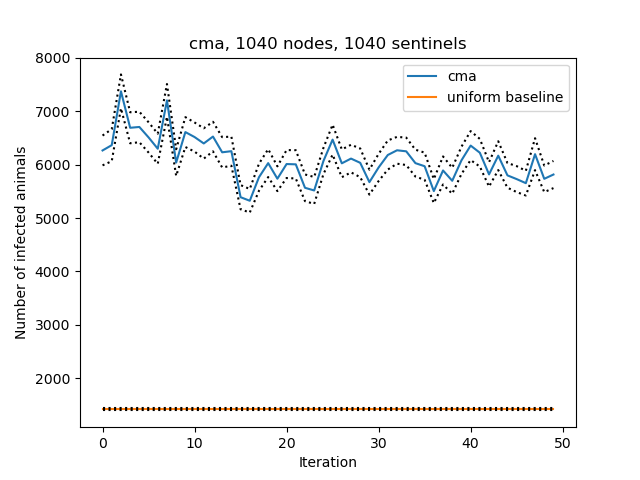 cma, 1040 nodes, 1040 sentinels
8000
7000
6000
5000
4000
3000
2000
Number of infected animals
cma
uniform baseline
0 10 20 30 40 50
Iteration